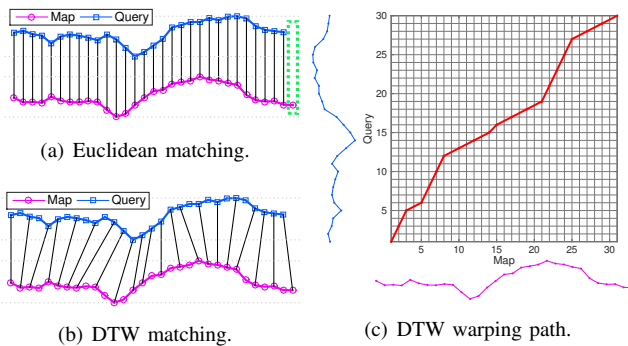 Map Query
(a) Euclidean matching.
Map Query
(b) DTW matching.
30
25
20
15
10
5
Query
5 10 15 20 25 30
Map
(c) DTW warping path.